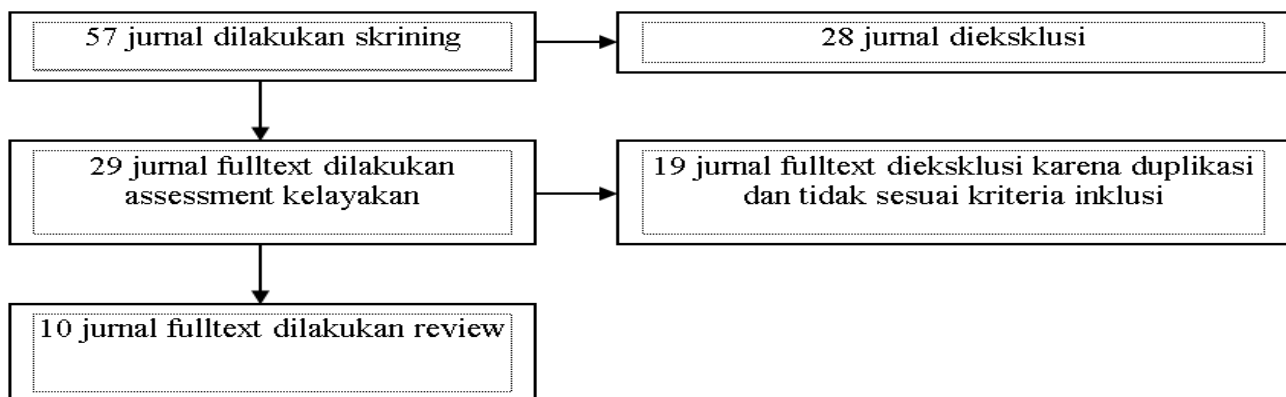 57 jurnal dilakukan skrining
28 jurnal dieksklusi
29 jurnal fulltext dilakukan
assessment kelayakan
19 jurnal fulltext dieksklusi karena duplikasi
dan tidak sesuai kriteria inklusi
10 jurnal fulltext dilakukan review